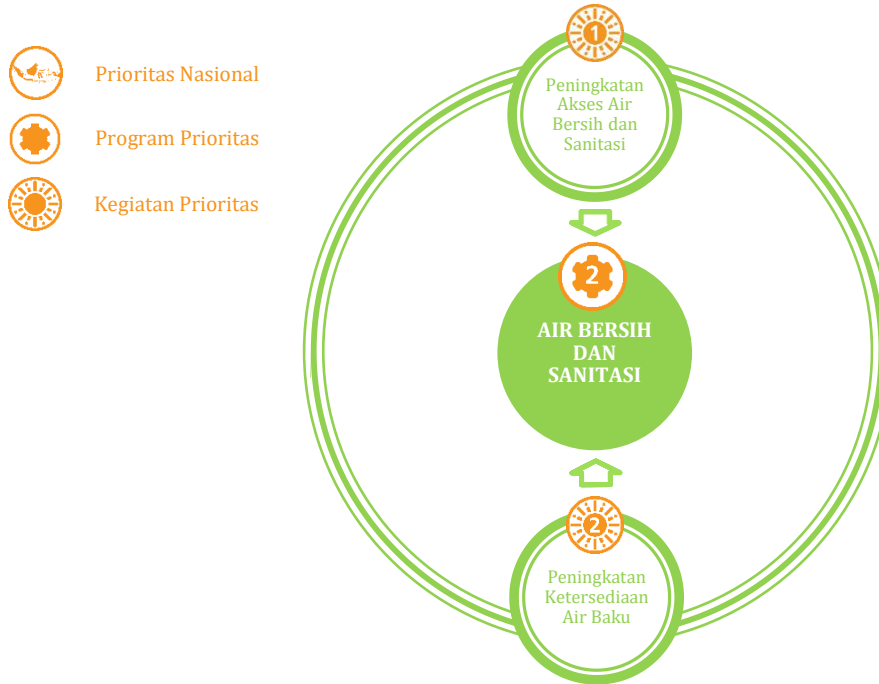 Prioritas Nasional
Program Prioritas
Kegiatan Prioritas
1
Peningkatan
Akses Air
Bersih dan
Sanitasi
2
AIR BERSIH
DAN
SANITASI
2
Peningkatan
Ketersediaan
Air Baku